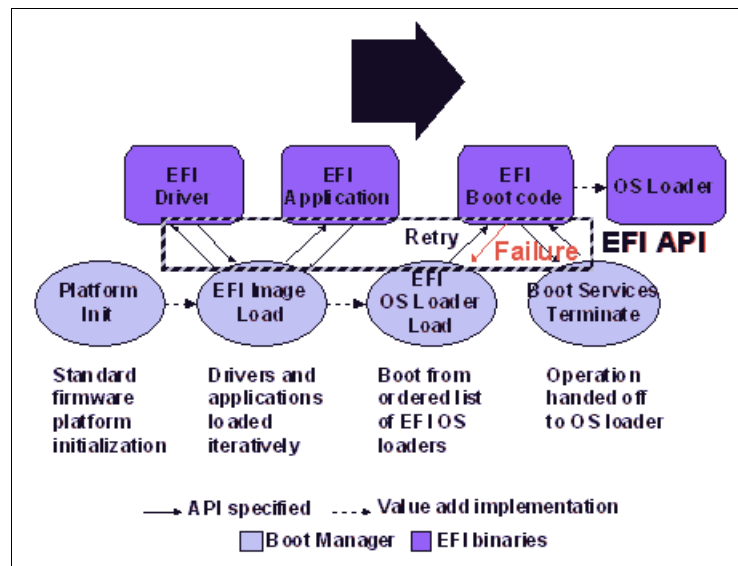 EFI
Driver
EFI
Application
EFI
Bootcode
OS Loader
Retry
Failure
EFI API
Platform
Init
EFI Image
Load
EFI
OS Loader
Load
Boot Services
Terminate
Standard
firmware
platform
initialization
Drivers and
applications
loaded
iteratively
Boot from
ordered list
of EFI OS
loaders
Operation
handed off
to OS loader
API specified
Value add implementation
Boot Manager
EFI binaries